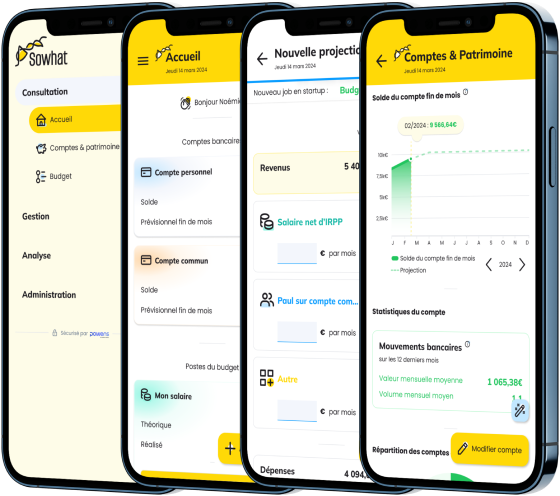 Sowhat
Consultation
Accueil
Comptes & patrimoine
Budget
Gestion
Analyse
Administration
Sécurisé par powens
Accueil
Jeudi 14 mars 2024
Bonjour Noémie
Comptes bancaire
Compte personnel
Solde
Prévisionnel fin de mois
Compte commun
Solde
Prévisionnel fin de mois
Postes du budget
Mon salaire
Théorique
Réalisé
Nouvelle projectio
Jeudi 14 mars 2024
Nouveau job en startup : Budg
Revenus 5 40
Salaire net d'IRPP
€ par mois
Paul sur compte com...
€ par mois
Autre
€ par mois
Dépenses 4 094,
Comptes & Patrimoine
Jeudi 14 mars 2024
Solde du compte fin de mois
02/2024 : 9 566,64€
10k€
7,5k€
5k€
2,5k€
J F M A M J J A S O N D
Solde du compte fin de mois
Projection
2024
Statistiques du compte
Mouvements bancaires
sur les 12 derniers mois
Valeur mensuelle moyenne 1 065,38€
Volume mensuel moyen 1,1
Répartition des comptes
Modifier compte